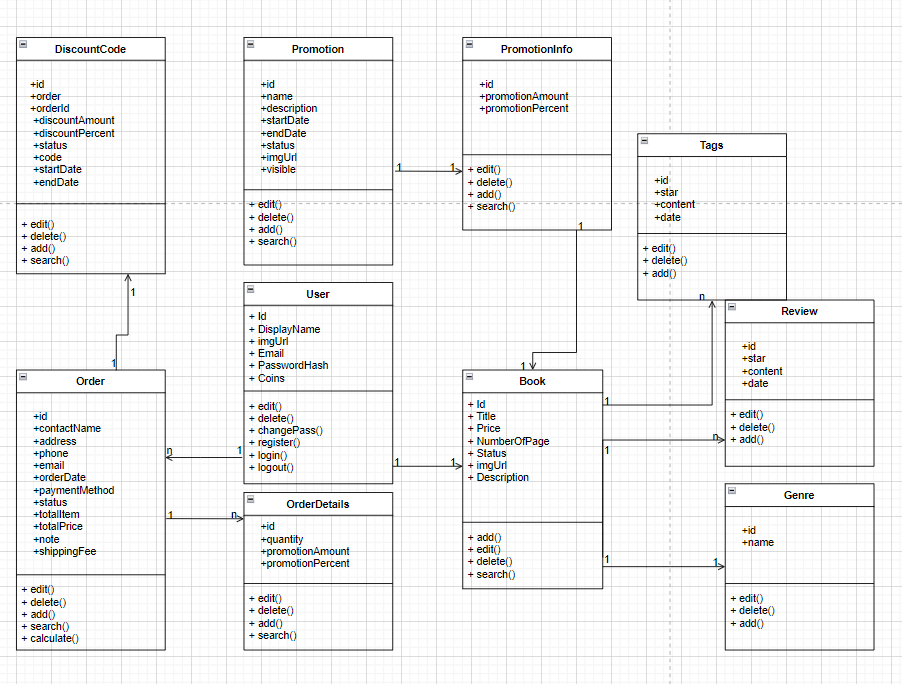 DiscountCode
+id
+order
+orderId
+discountAmount
+discountPercent
+status
+code
+startDate
+endDate
+ edit()
+ delete()
+ add()
+ search()
Promotion
+id
+name
+description
+startDate
+endDate
+status
+imgUrl
+visible
+ edit()
+ delete()
+ add()
+ search()
1
1
PromotionInfo
+id
+promotionAmount
+promotionPercent
+ edit()
+ delete()
+ add()
+ search()
1
1
Tags
+id
+star
+content
+date
+ edit()
+ delete()
+ add()
n
1
1
1
User
+ Id
+ DisplayName
+ imgUrl
+ Email
+ PasswordHash
+ Coins
+ edit()
+ delete()
+ changePass()
+ register()
+ login()
+ logout()
n
1
1
1
Review
+id
+star
+content
+date
+ edit()
+ delete()
+ add()
n
1
Order
+id
+contactName
+address
+phone
+email
+orderDate
+paymentMethod
+status
+totalItem
+totalPrice
+note
+shippingFee
+ edit()
+ delete()
+ add()
+ search()
+ calculate()
1
n
OrderDetails
+id
+quantity
+promotionAmount
+promotionPercent
+ edit()
+ delete()
+ add()
+ search()
Book
+ Id
+ Title
+ Price
+ NumberOfPage
+ Status
+ imgUrl
+ Description
+ add()
+ edit()
+ delete()
+ search()
1
1
Genre
+id
+name
+ edit()
+ delete()
+ add()